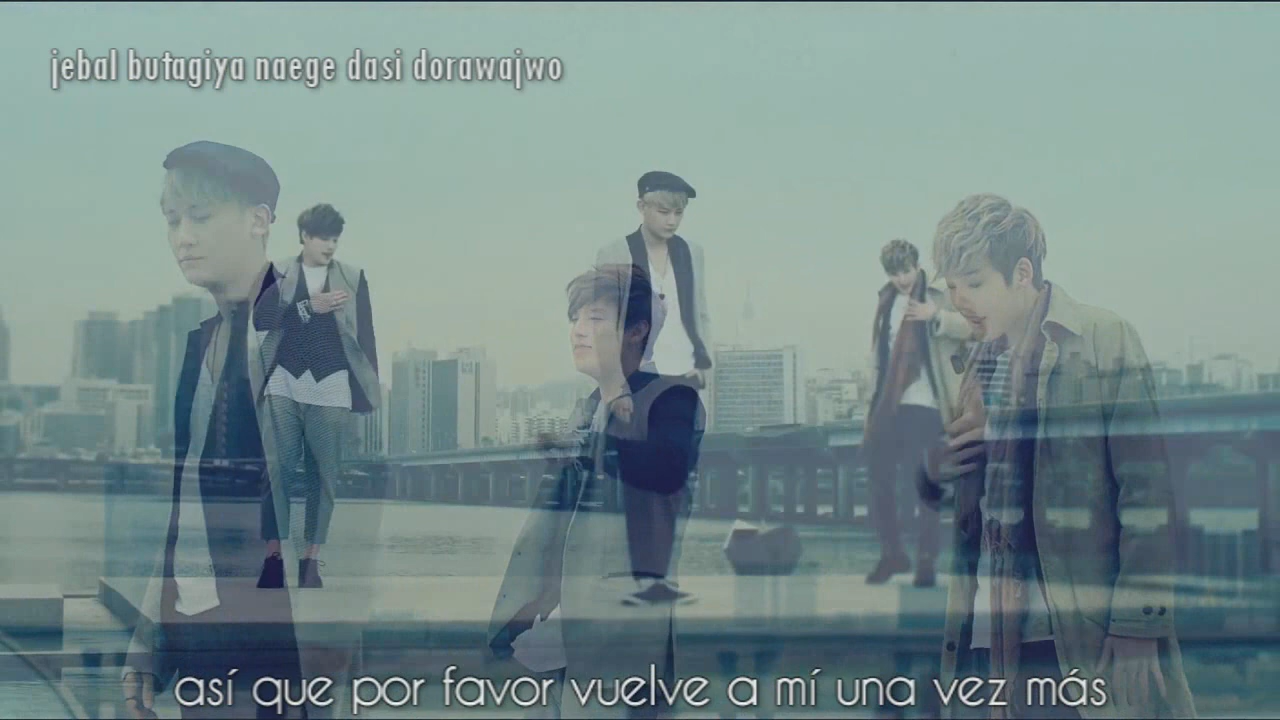 jebal butagiya naege dasi dorawajwo
así que por favor vuelve a mí una vez más